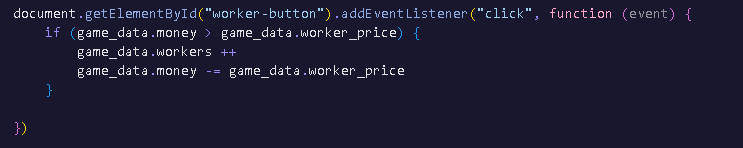 document.getElementById("worker-button").addEventListener("click", function (event) {
    if (game_data.money > game_data.worker_price) {
        game_data.workers ++
        game_data.money -= game_data.worker_price
    }

})